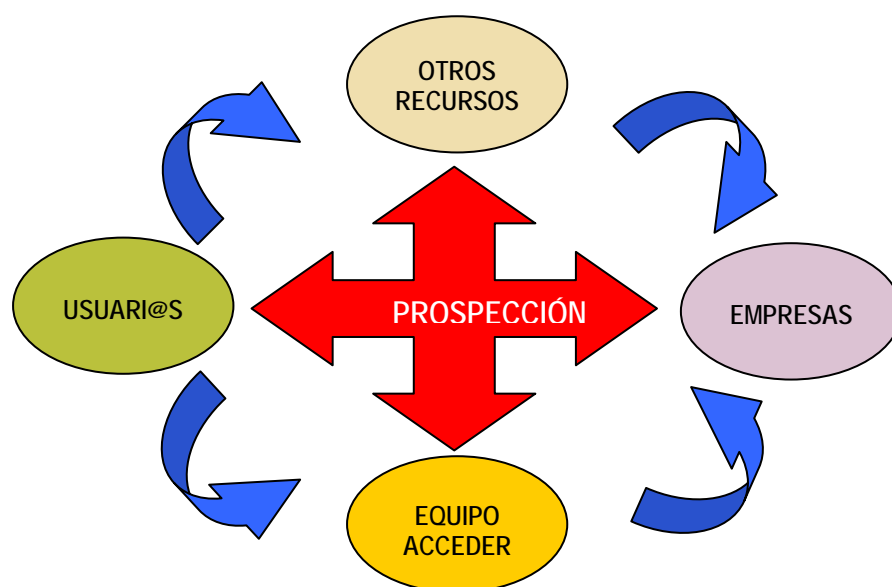 OTROS
RECURSOS
USUARI@S
PROSPECCIÓN
EMPRESAS
EQUIPO
ACCEDER